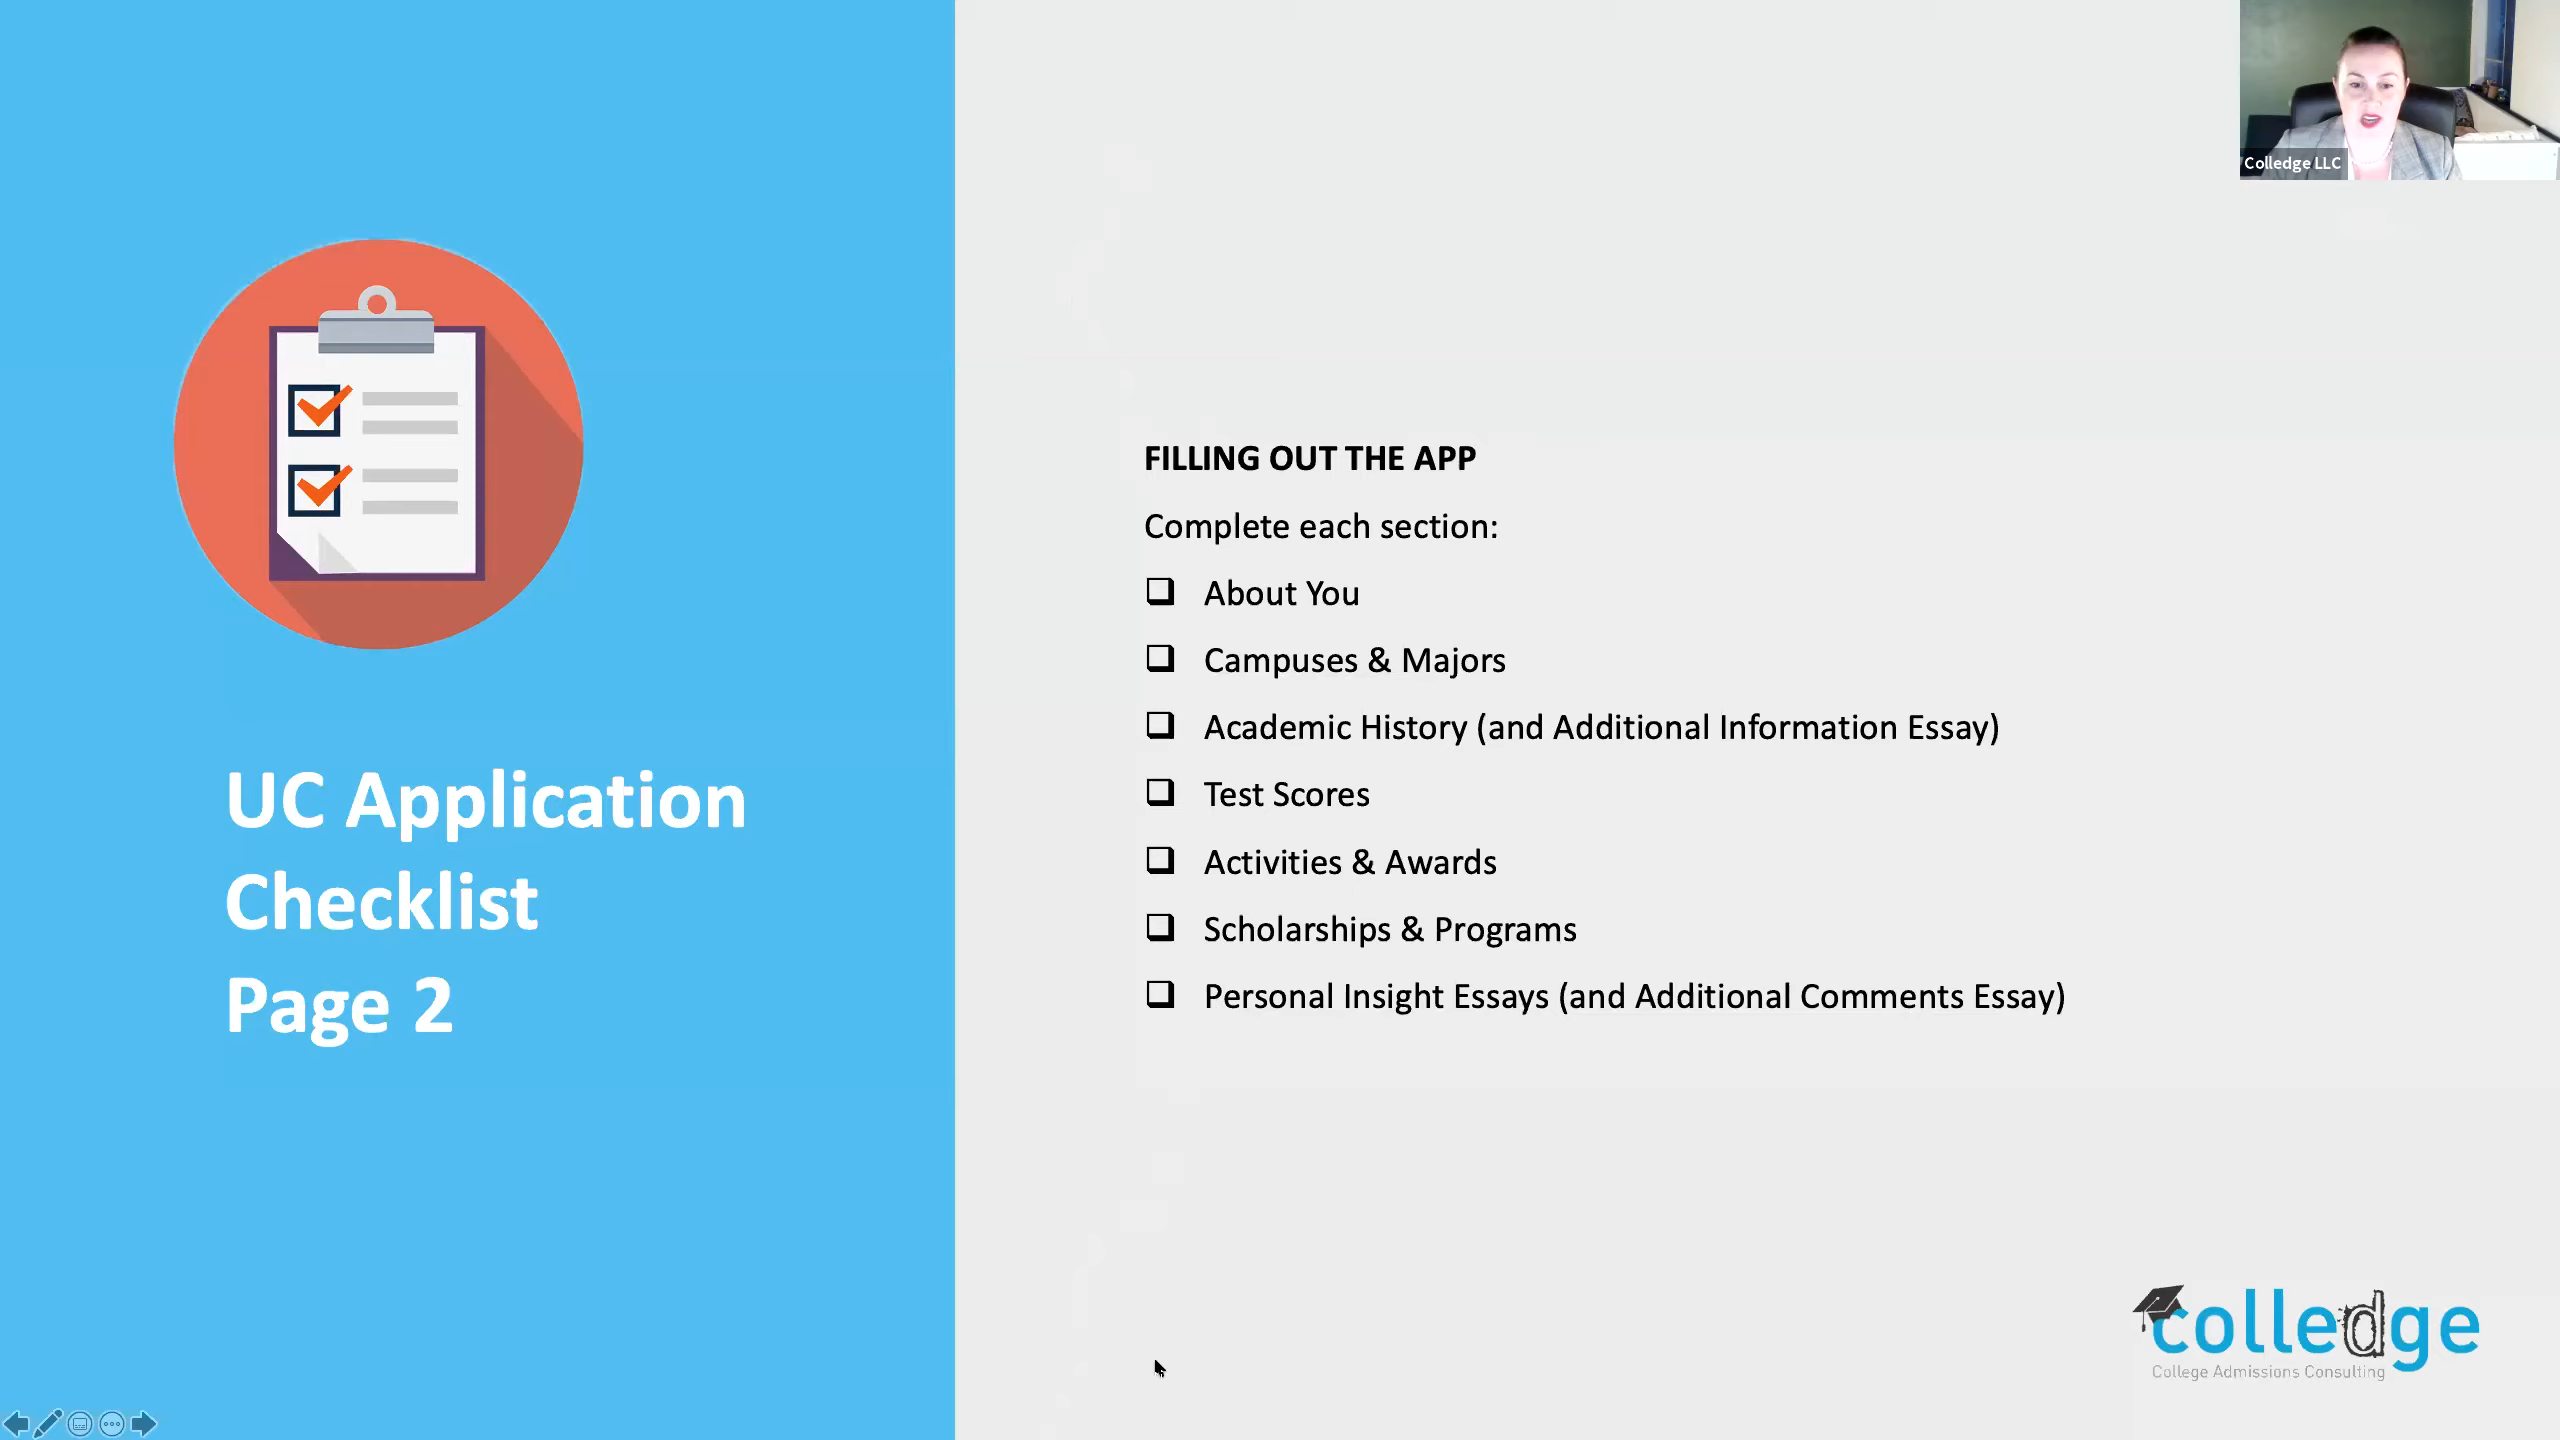 UC Application
Checklist
Page 2
FILLING OUT THE APP
Complete each section:
About You
Campuses & Majors
Academic History (and Additional Information Essay)
Test Scores
Activities & Awards
Scholarships & Programs
Personal Insight Essays (and Additional Comments Essay)
Colledge LLC
colledge
College Admissions Consulting